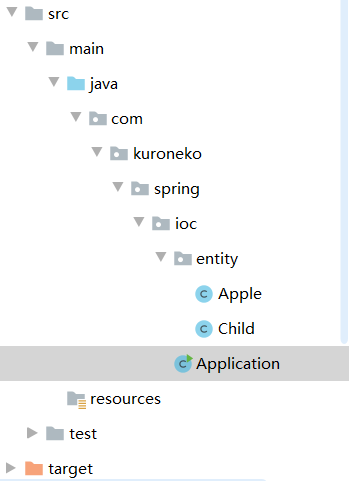 src
main
java
com
kuroneko
spring
ioc
entity
C Apple
C Child
C Application
resources
test
target